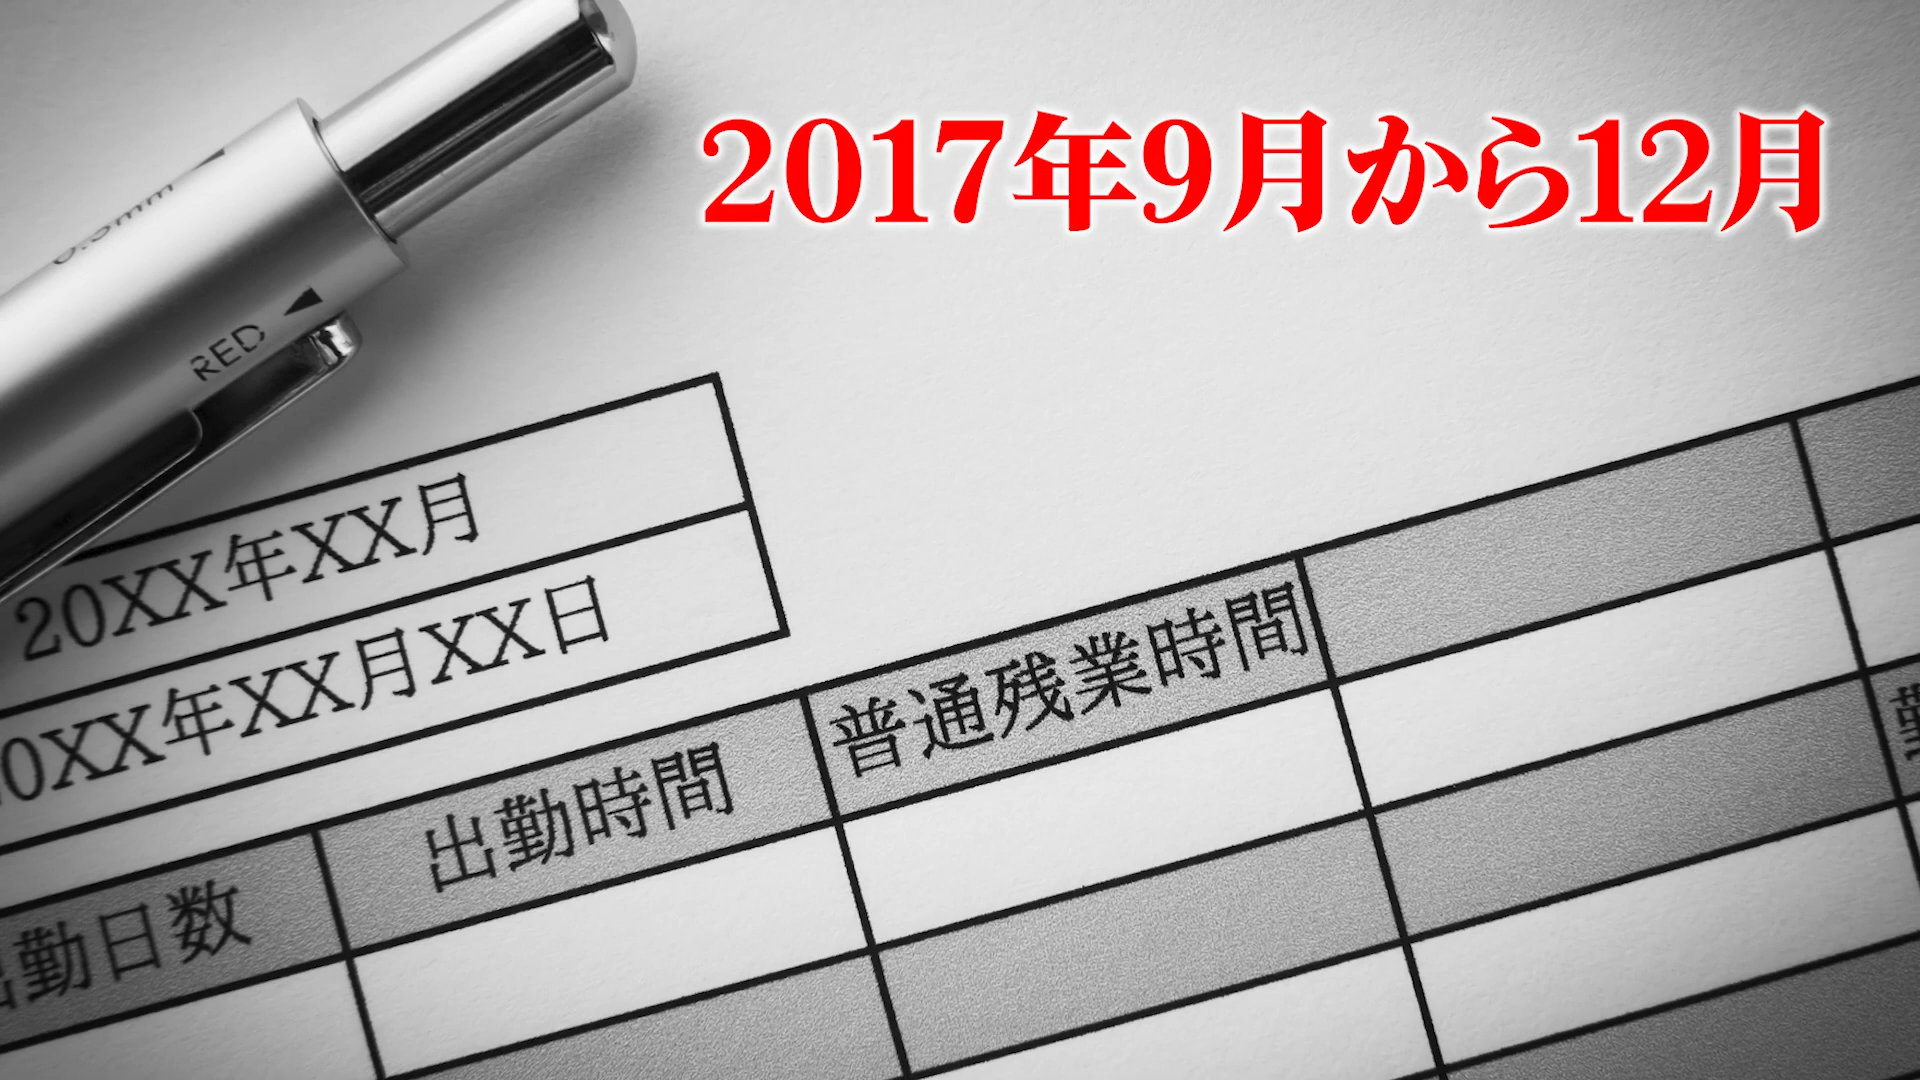 2017年9月から12月
0.5mm
RED
20XX年XX月
20XX年XX月XX日
普通残業時間
出勤時間
出勤日数